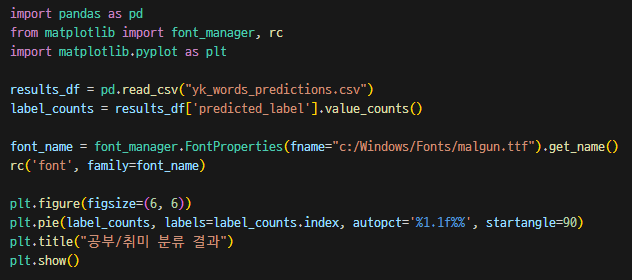 import pandas as pd
from matplotlib import font_manager, rc
import matplotlib.pyplot as plt

results_df = pd.read_csv("yk_words_predictions.csv")
label_counts = results_df['predicted_label'].value_counts()

font_name = font_manager.FontProperties(fname="c:/Windows/Fonts/malgun.ttf").get_name()
rc('font', family=font_name)

plt.figure(figsize=(6, 6))
plt.pie(label_counts, labels=label_counts.index, autopct='%1.1f%%', startangle=90)
plt.title("공부/취미 분류 결과")
plt.show()